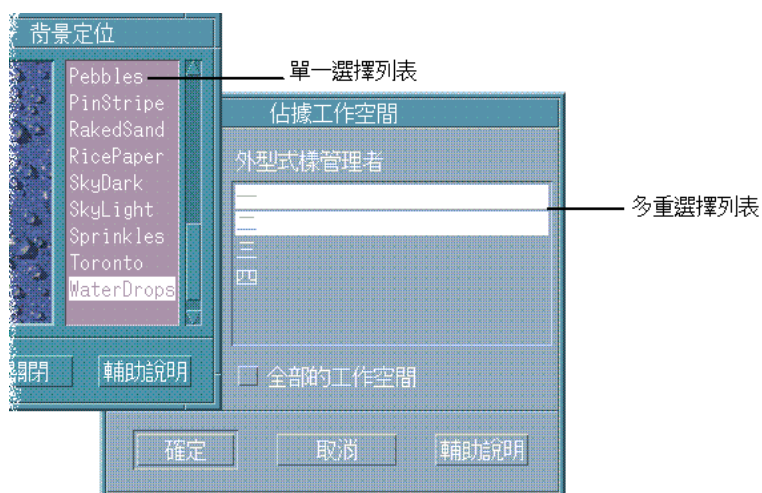 背景定位
Pebbles
PinStripe
RakedSand
RicePaper
SkyDark
SkyLight
Sprinkles
Toronto
WaterDrops
關閉
輔助說明
單一選擇列表
佔據工作空間
外型式樣管理者
一
二
三
四
全部的工作空間
確定
取消
輔助說明
多重選擇列表